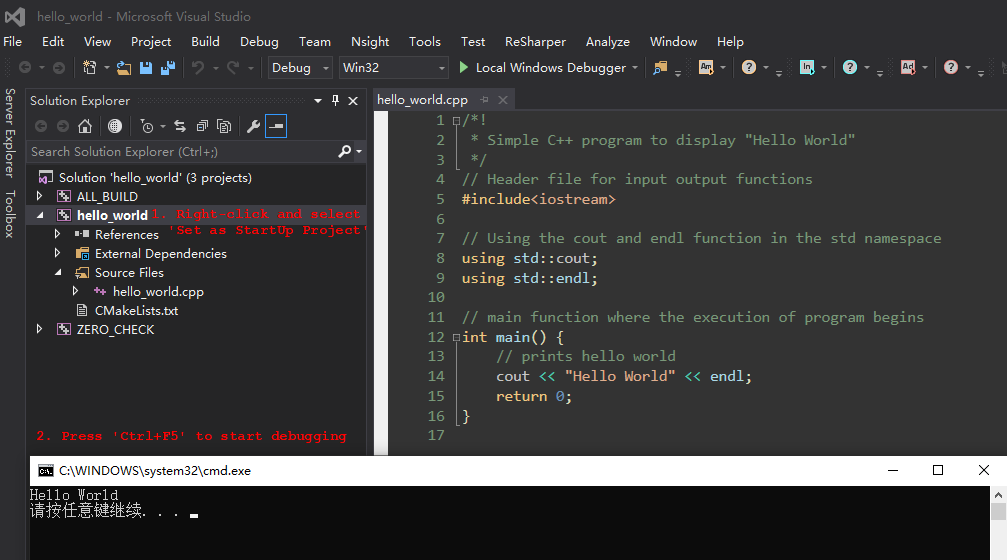 hello_world - Microsoft Visual Studio
File Edit View Project Build Debug Team Nsight Tools Test ReSharper Analyze Window Help
Debug Win32 Local Windows Debugger Am In Ad
Server Explorer
Toolbox
Solution Explorer
Search Solution Explorer (Ctrl+;)
Solution 'hello_world' (3 projects)
ALL_BUILD
hello_world 1. Right-click and select
References 'Set as StartUp Project'
External Dependencies
Source Files
hello_world.cpp
CMakeLists.txt
ZERO_CHECK
2. Press 'Ctrl+F5' to start debugging
hello_world.cpp
1 /*!
2 * Simple C++ program to display "Hello World"
3 */
4 // Header file for input output functions
5 #include<iostream>
6
7 // Using the cout and endl function in the std namespace
8 using std::cout;
9 using std::endl;
10
11 // main function where the execution of program begins
12 int main() {
13 // prints hello world
14 cout << "Hello World" << endl;
15 return 0;
16 }
17
C:\WINDOWS\system32\cmd.exe
Hello World
请按任意键继续. . .